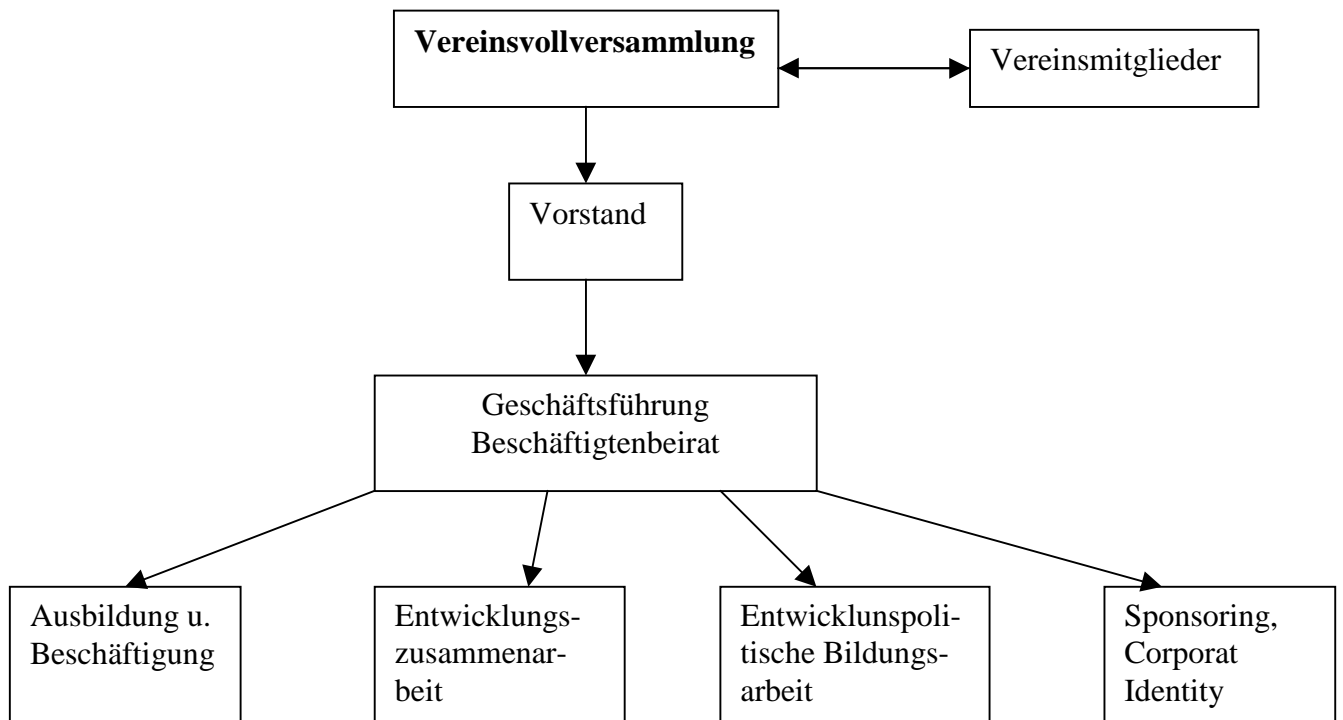 Vereinsvollversammlung
Vereinsmitglieder
Vorstand
Geschäftsführung
Beschäftigtenbeirat
Ausbildung u.
Beschäftigung
Entwicklungs-
zusammenar-
beit
Entwicklunspoli-
tische Bildungs-
arbeit
Sponsoring,
Corporat
Identity